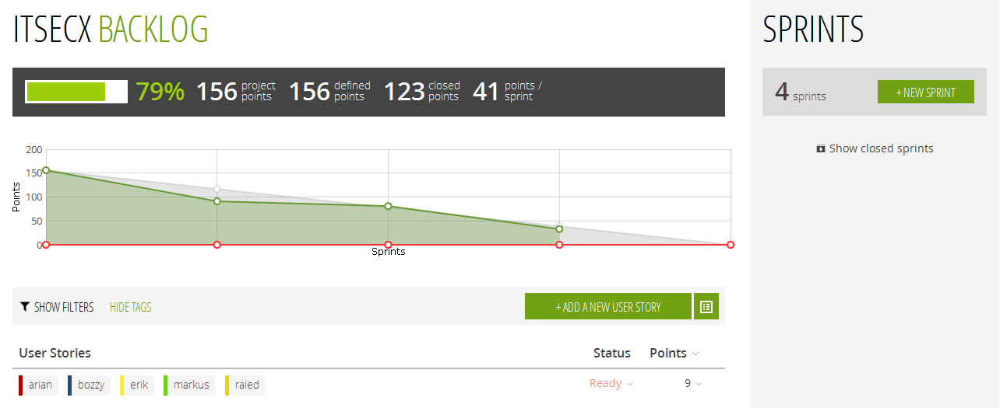 ITSECX BACKLOG
79% 156 project points 156 defined points 123 closed points 41 points / sprint
200
150
100
50
0
Points
Sprints
SHOW FILTERS HIDE TAGS + ADD A NEW USER STORY
User Stories Status Points
arian bozzy erik markus raied Ready 9
SPRINTS
4 sprints + NEW SPRINT
Show closed sprints